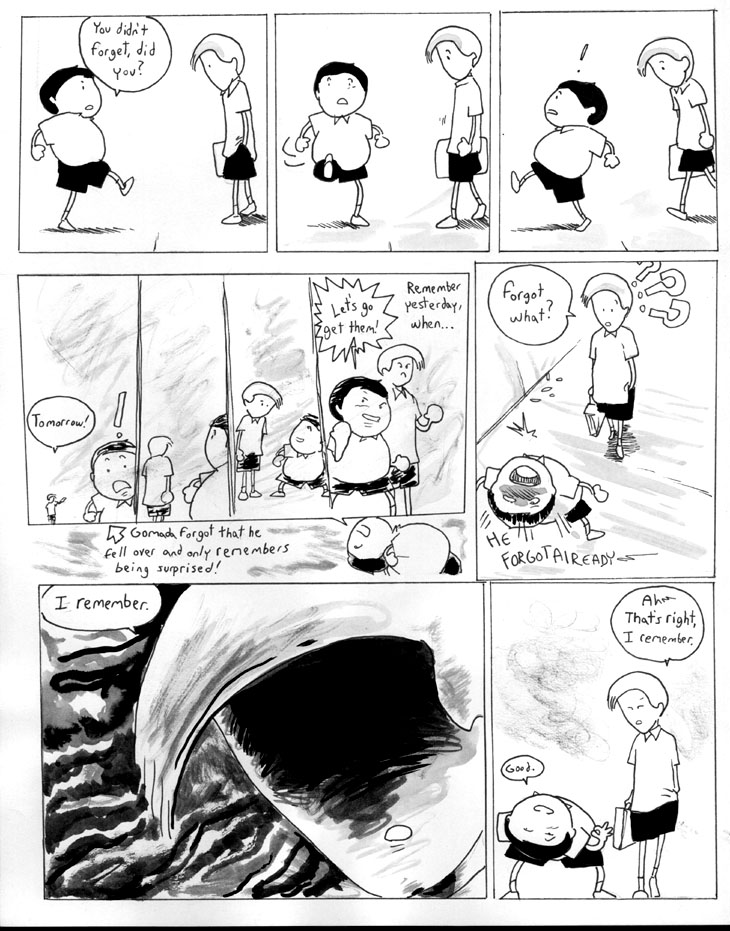 !
You didn't
forget, did
you?
Forgot
what?
???
HE
FORGOT ALREADY
Remember
yesterday,
when...
Let's go
get them!
!
Tomorrow!
Gomada forgot that he
fell over and only remembers
being surprised!
Ah--
That's right,
I remember.
Good.
I remember.